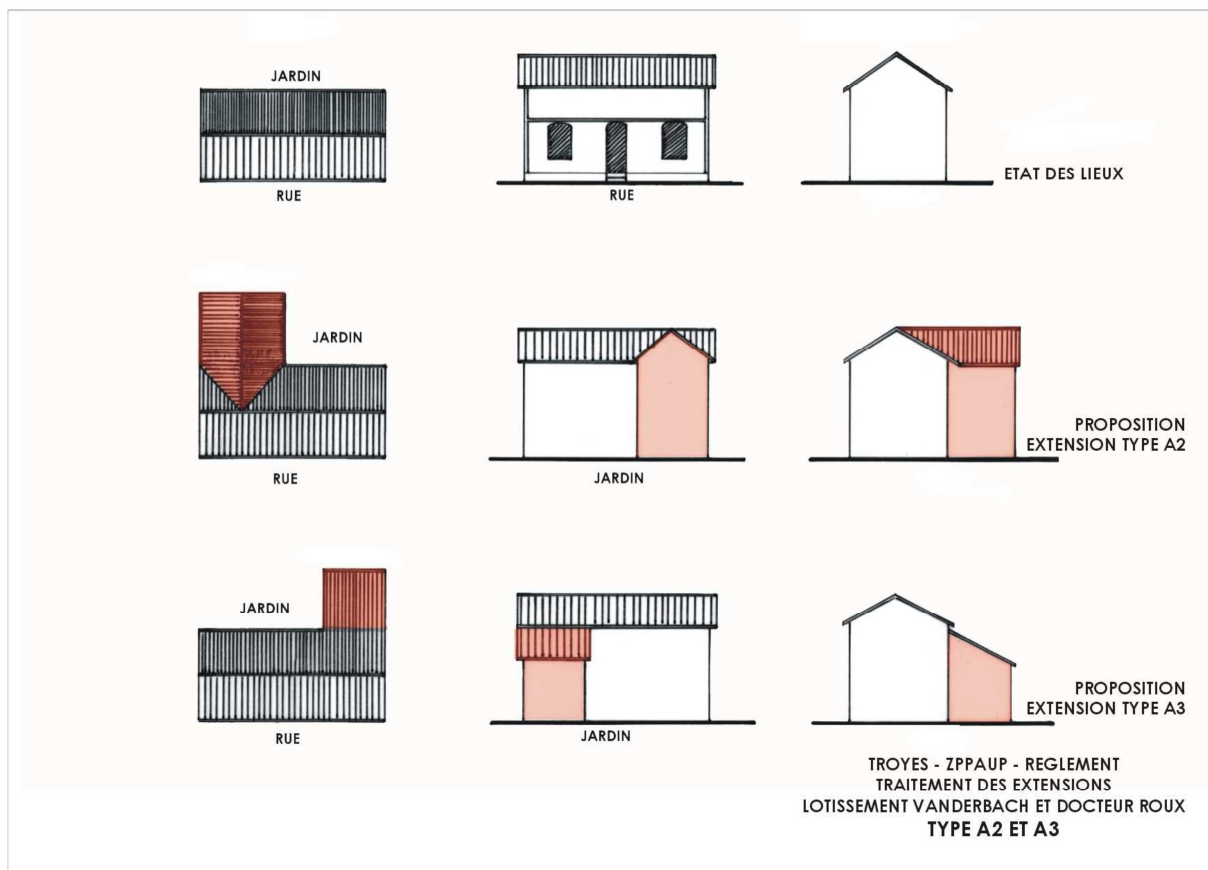 JARDIN
RUE
RUE
ETAT DES LIEUX
JARDIN
RUE
JARDIN
PROPOSITION
EXTENSION TYPE A2
JARDIN
RUE
JARDIN
PROPOSITION
EXTENSION TYPE A3
TROYES - ZPPAUP - REGLEMENT
TRAITEMENT DES EXTENSIONS
LOTISSEMENT VANDERBACH ET DOCTEUR ROUX
TYPE A2 ET A3